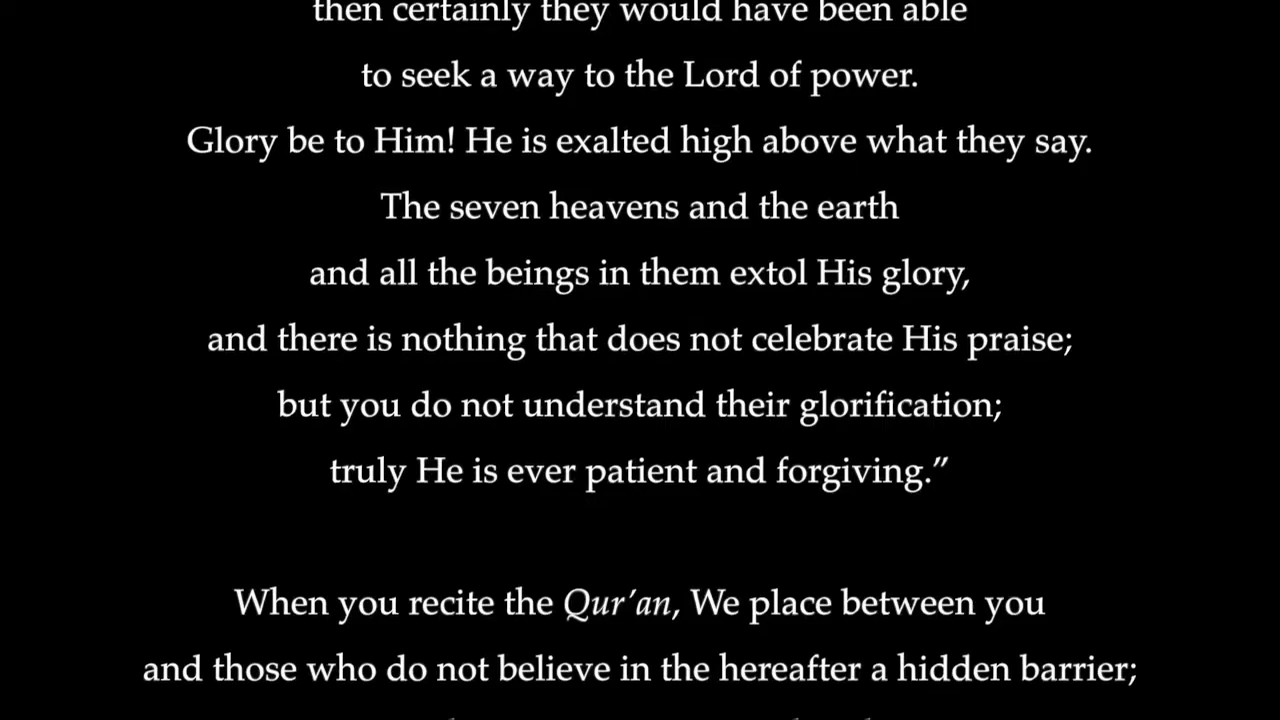 then certainly they would have been able
to seek a way to the Lord of power.
Glory be to Him! He is exalted high above what they say.
The seven heavens and the earth
and all the beings in them extol His glory,
and there is nothing that does not celebrate His praise;
but you do not understand their glorification;
truly He is ever patient and forgiving.”
When you recite the Qur’an, We place between you
and those who do not believe in the hereafter a hidden barrier;